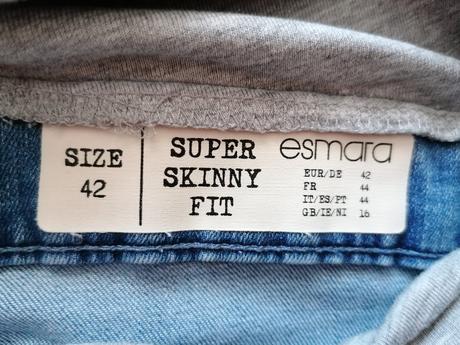 SIZE
42
SUPER
SKINNY
FIT
esmara
EUR/DE 42
FR 44
IT/ES/PT 44
GB/IE/NI 16